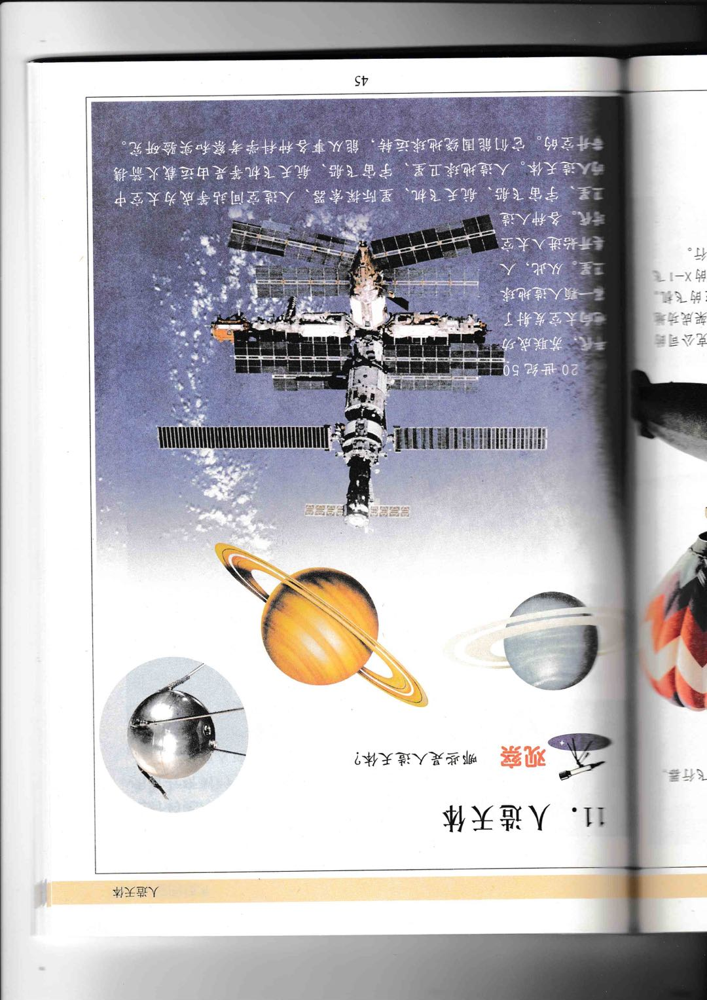 人造天体
11. 人造天体
观察 哪些是人造天体?
20世纪50
年代,苏联成功
地向太空发射了
第一颗人造地球
卫星。从此,人
类开始进入太空
时代。各种人造
卫星、宇宙飞船、航天飞机、星际探索器、人造空间站等成为太空中
的人造天体。人造地球卫星、宇宙飞船、航天飞机等是由运载火箭携
带升空的。它们能围绕地球运转,能从事各种科学考察和实验研究。
45
飞行器、
克公司的
架成功地
的飞机。
的X-1飞
行。